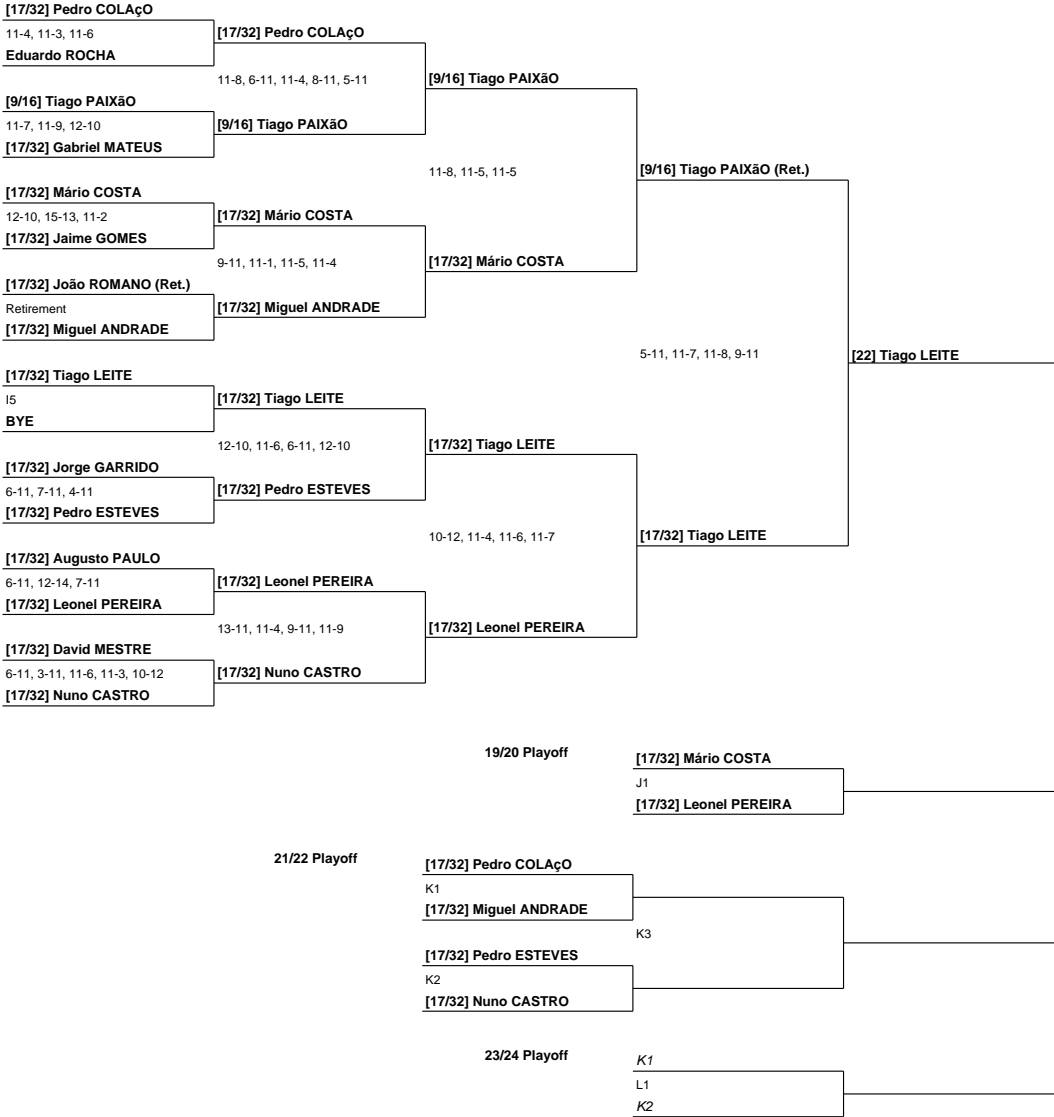 [17/32] Pedro COLAçO
11-4, 11-3, 11-6
Eduardo ROCHA
[9/16] Tiago PAIXãO
11-7, 11-9, 12-10
[17/32] Gabriel MATEUS
[17/32] Mário COSTA
12-10, 15-13, 11-2
[17/32] Jaime GOMES
[17/32] João ROMANO (Ret.)
Retirement
[17/32] Miguel ANDRADE
[17/32] Tiago LEITE
I5
BYE
[17/32] Jorge GARRIDO
6-11, 7-11, 4-11
[17/32] Pedro ESTEVES
[17/32] Augusto PAULO
6-11, 12-14, 7-11
[17/32] Leonel PEREIRA
[17/32] David MESTRE
6-11, 3-11, 11-6, 11-3, 10-12
[17/32] Nuno CASTRO
[17/32] Pedro COLAçO
11-8, 6-11, 11-4, 8-11, 5-11
[9/16] Tiago PAIXãO
[17/32] Mário COSTA
9-11, 11-1, 11-5, 11-4
[17/32] Miguel ANDRADE
[17/32] Tiago LEITE
12-10, 11-6, 6-11, 12-10
[17/32] Pedro ESTEVES
[17/32] Leonel PEREIRA
13-11, 11-4, 9-11, 11-9
[17/32] Nuno CASTRO
[9/16] Tiago PAIXãO
11-8, 11-5, 11-5
[17/32] Mário COSTA
[17/32] Tiago LEITE
10-12, 11-4, 11-6, 11-7
[17/32] Leonel PEREIRA
[9/16] Tiago PAIXãO (Ret.)
5-11, 11-7, 11-8, 9-11
[17/32] Tiago LEITE
[22] Tiago LEITE
19/20 Playoff
[17/32] Mário COSTA
J1
[17/32] Leonel PEREIRA
21/22 Playoff
[17/32] Pedro COLAçO
K1
[17/32] Miguel ANDRADE
K3
[17/32] Pedro ESTEVES
K2
[17/32] Nuno CASTRO
23/24 Playoff
K1
L1
K2